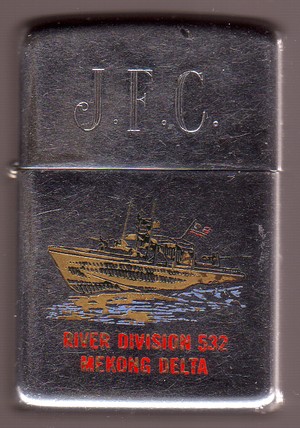 J.F.C.
RIVER DIVISION 532
MEKONG DELTA